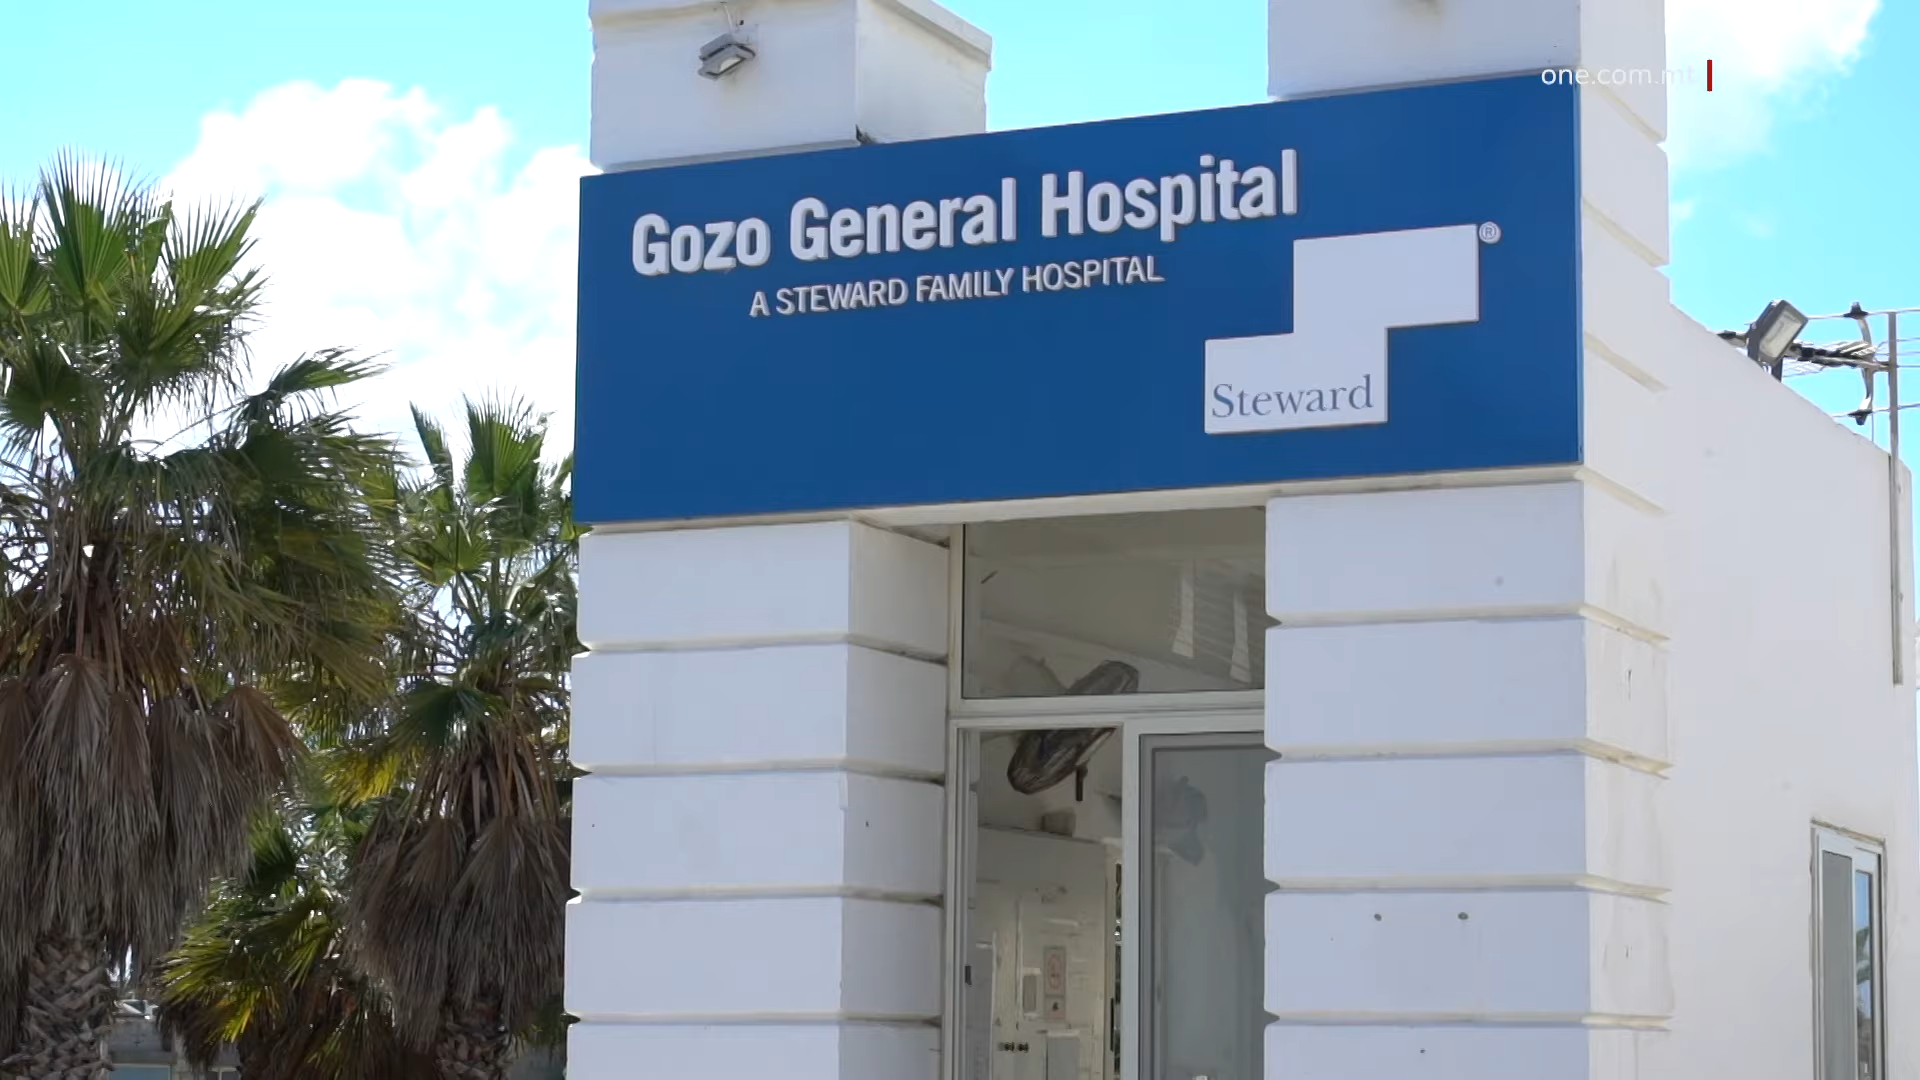 one.com.mt
Gozo General Hospital
A STEWARD FAMILY HOSPITAL
®
Steward